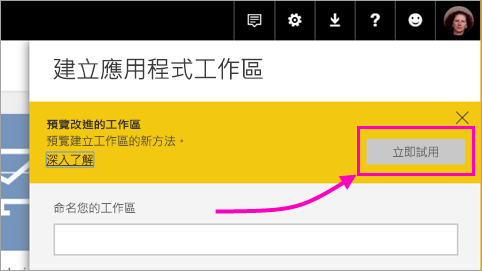 建立應用程式工作區
預覽改進的工作區
預覽建立工作區的新方法。
深入了解
立即試用
命名您的工作區